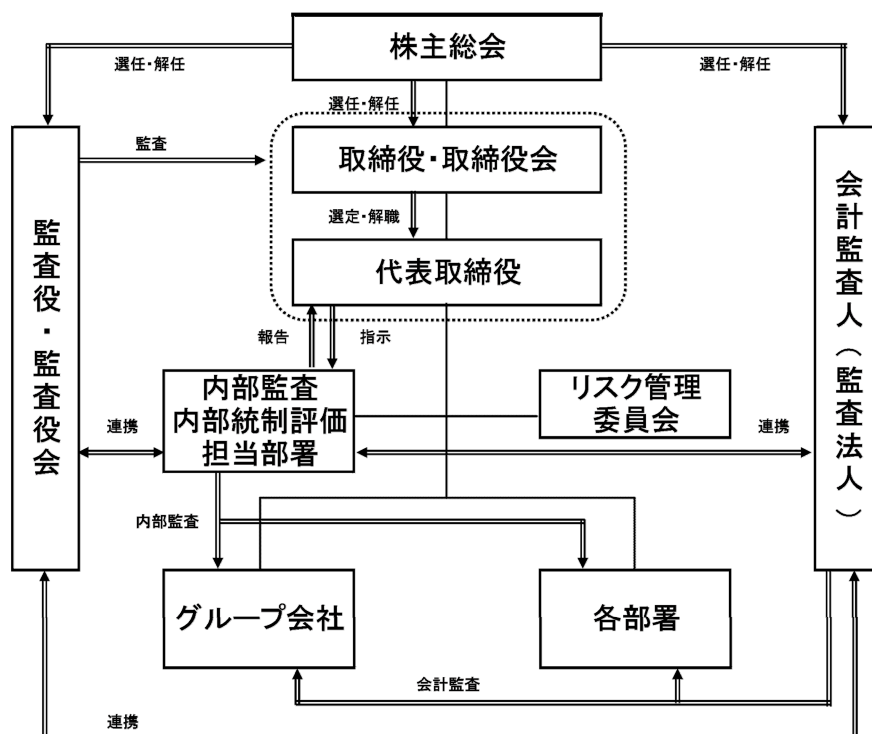 株主総会
選任・解任
選任・解任
選任・解任
監査
取締役・取締役会
選定・解職
代表取締役
監査役・監査役会
会計監査人(監査法人)
報告
指示
内部監査
内部統制評価
担当部署
リスク管理
委員会
連携
連携
内部監査
グループ会社
各部署
会計監査
連携